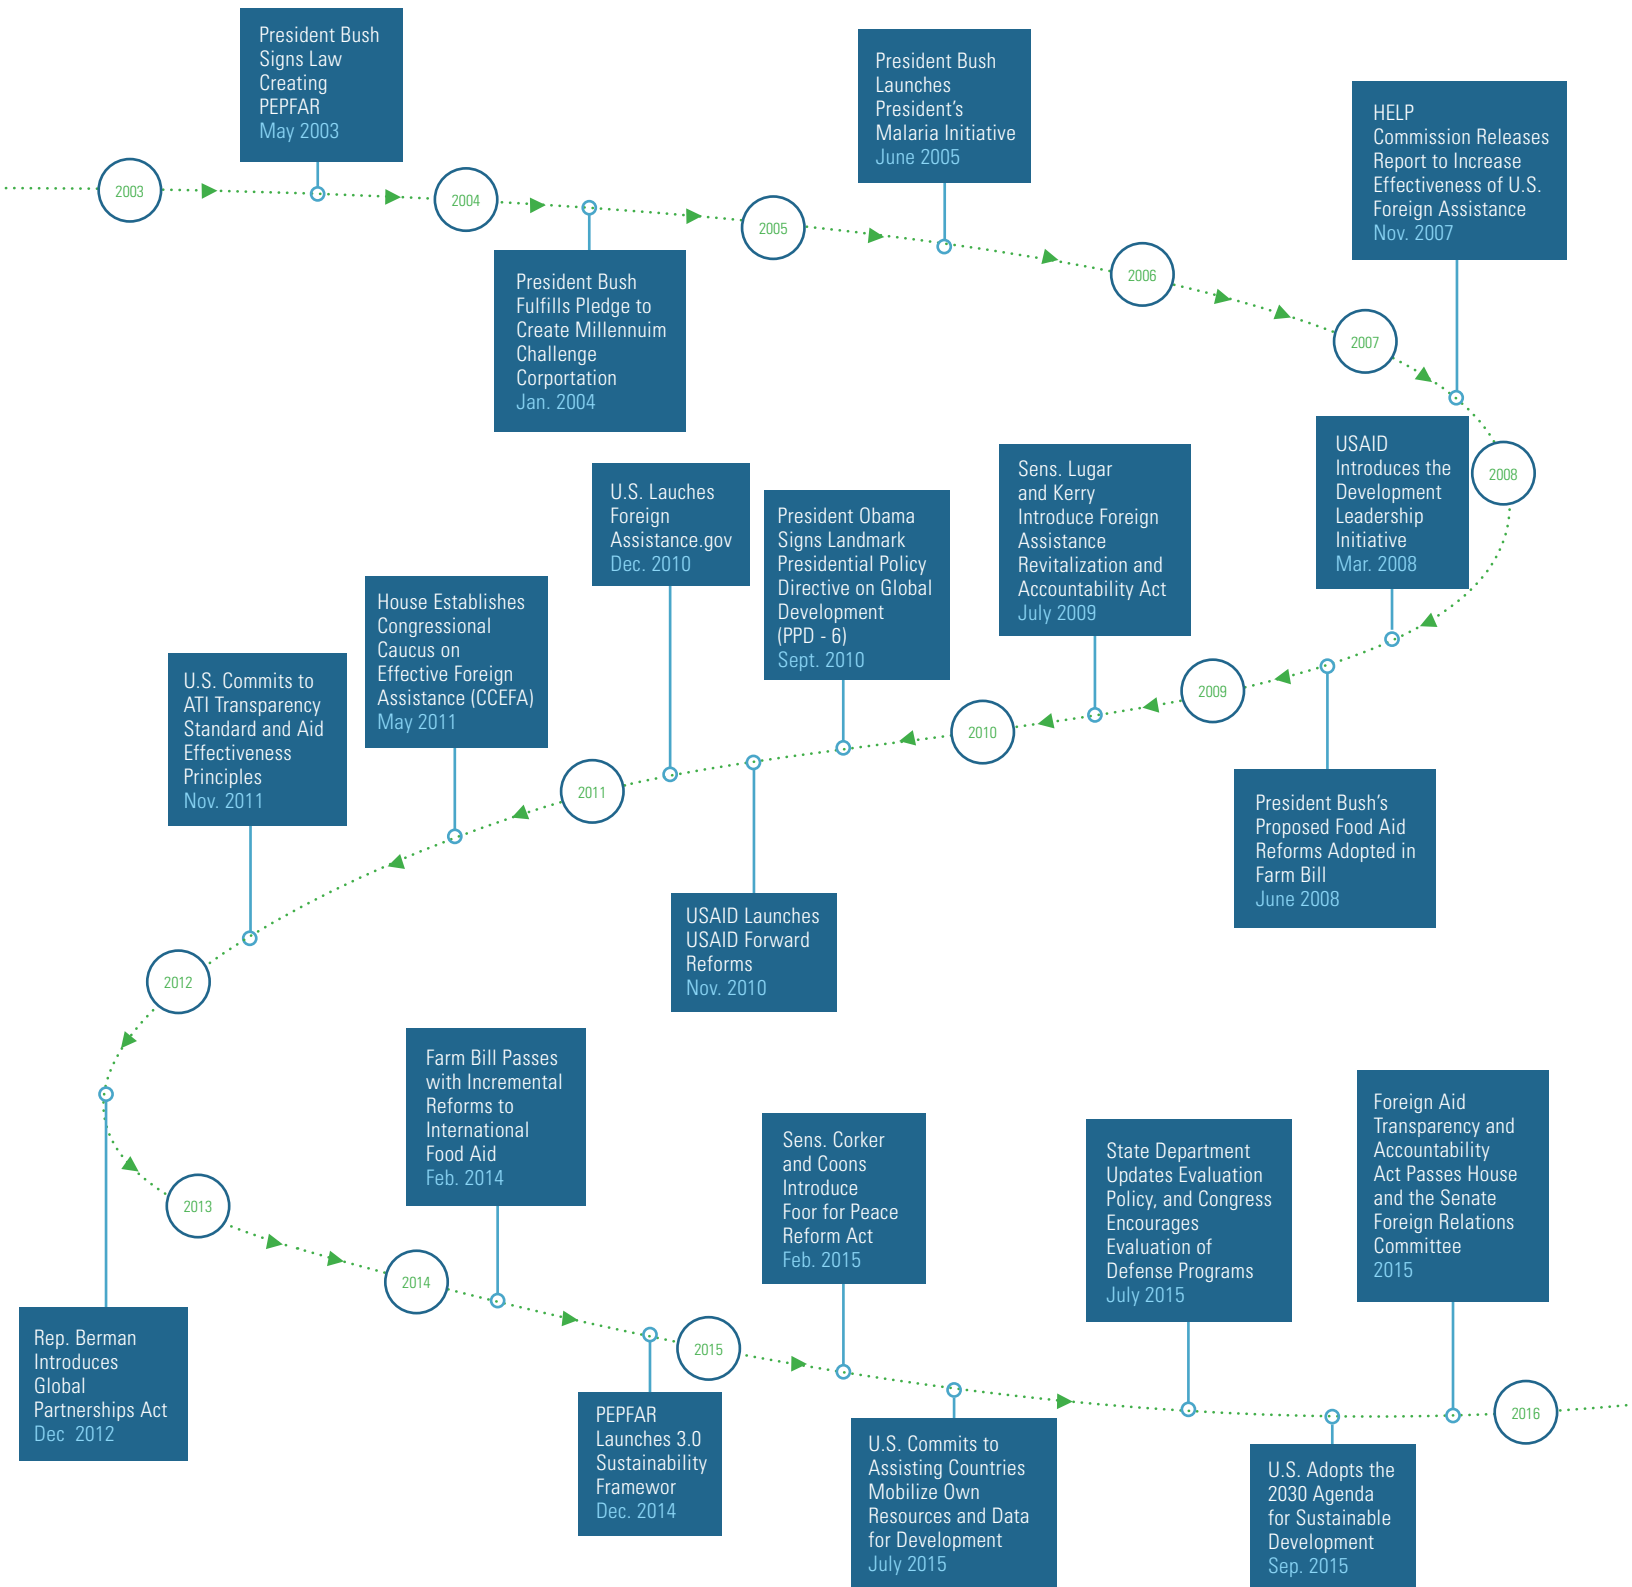 2003
President Bush
Signs Law
Creating
PEPFAR
May 2003
2004
President Bush
Fulfills Pledge to
Create Millennuim
Challenge
Corportation
Jan. 2004
2005
President Bush
Launches
President's
Malaria Initiative
June 2005
2006
2007
HELP
Commission Releases
Report to Increase
Effectiveness of U.S.
Foreign Assistance
Nov. 2007
2008
USAID
Introduces the
Development
Leadership
Initiative
Mar. 2008
President Bush's
Proposed Food Aid
Reforms Adopted in
Farm Bill
June 2008
2009
Sens. Lugar
and Kerry
Introduce Foreign
Assistance
Revitalization and
Accountability Act
July 2009
2010
President Obama
Signs Landmark
Presidential Policy
Directive on Global
Development
(PPD - 6)
Sept. 2010
USAID Launches
USAID Forward
Reforms
Nov. 2010
U.S. Lauches
Foreign
Assistance.gov
Dec. 2010
2011
House Establishes
Congressional
Caucus on
Effective Foreign
Assistance (CCEFA)
May 2011
U.S. Commits to
ATI Transparency
Standard and Aid
Effectiveness
Principles
Nov. 2011
2012
Rep. Berman
Introduces
Global
Partnerships Act
Dec 2012
2013
2014
Farm Bill Passes
with Incremental
Reforms to
International
Food Aid
Feb. 2014
PEPFAR
Launches 3.0
Sustainability
Framewor
Dec. 2014
2015
Sens. Corker
and Coons
Introduce
Foor for Peace
Reform Act
Feb. 2015
U.S. Commits to
Assisting Countries
Mobilize Own
Resources and Data
for Development
July 2015
State Department
Updates Evaluation
Policy, and Congress
Encourages
Evaluation of
Defense Programs
July 2015
U.S. Adopts the
2030 Agenda
for Sustainable
Development
Sep. 2015
Foreign Aid
Transparency and
Accountability
Act Passes House
and the Senate
Foreign Relations
Committee
2015
2016